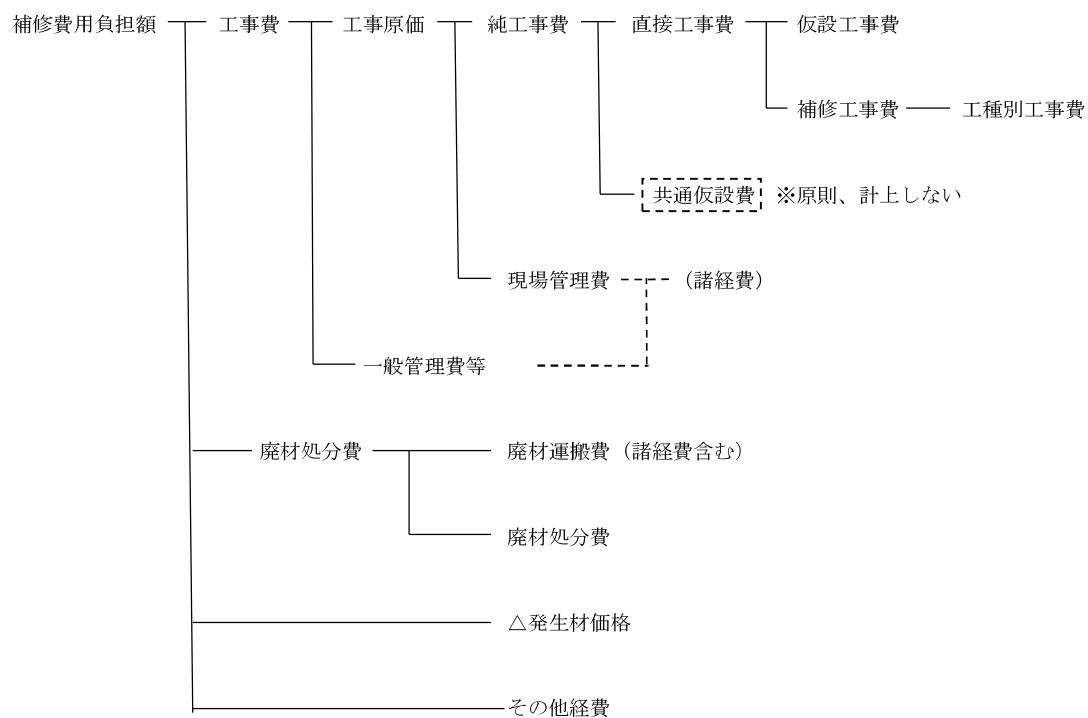 補修費用負担額 工事費 工事原価 純工事費 直接工事費 仮設工事費
補修工事費 工種別工事費
共通仮設費 ※原則、計上しない
現場管理費 （諸経費）
一般管理費等
廃材処分費 廃材運搬費（諸経費含む）
廃材処分費
△発生材価格
その他経費